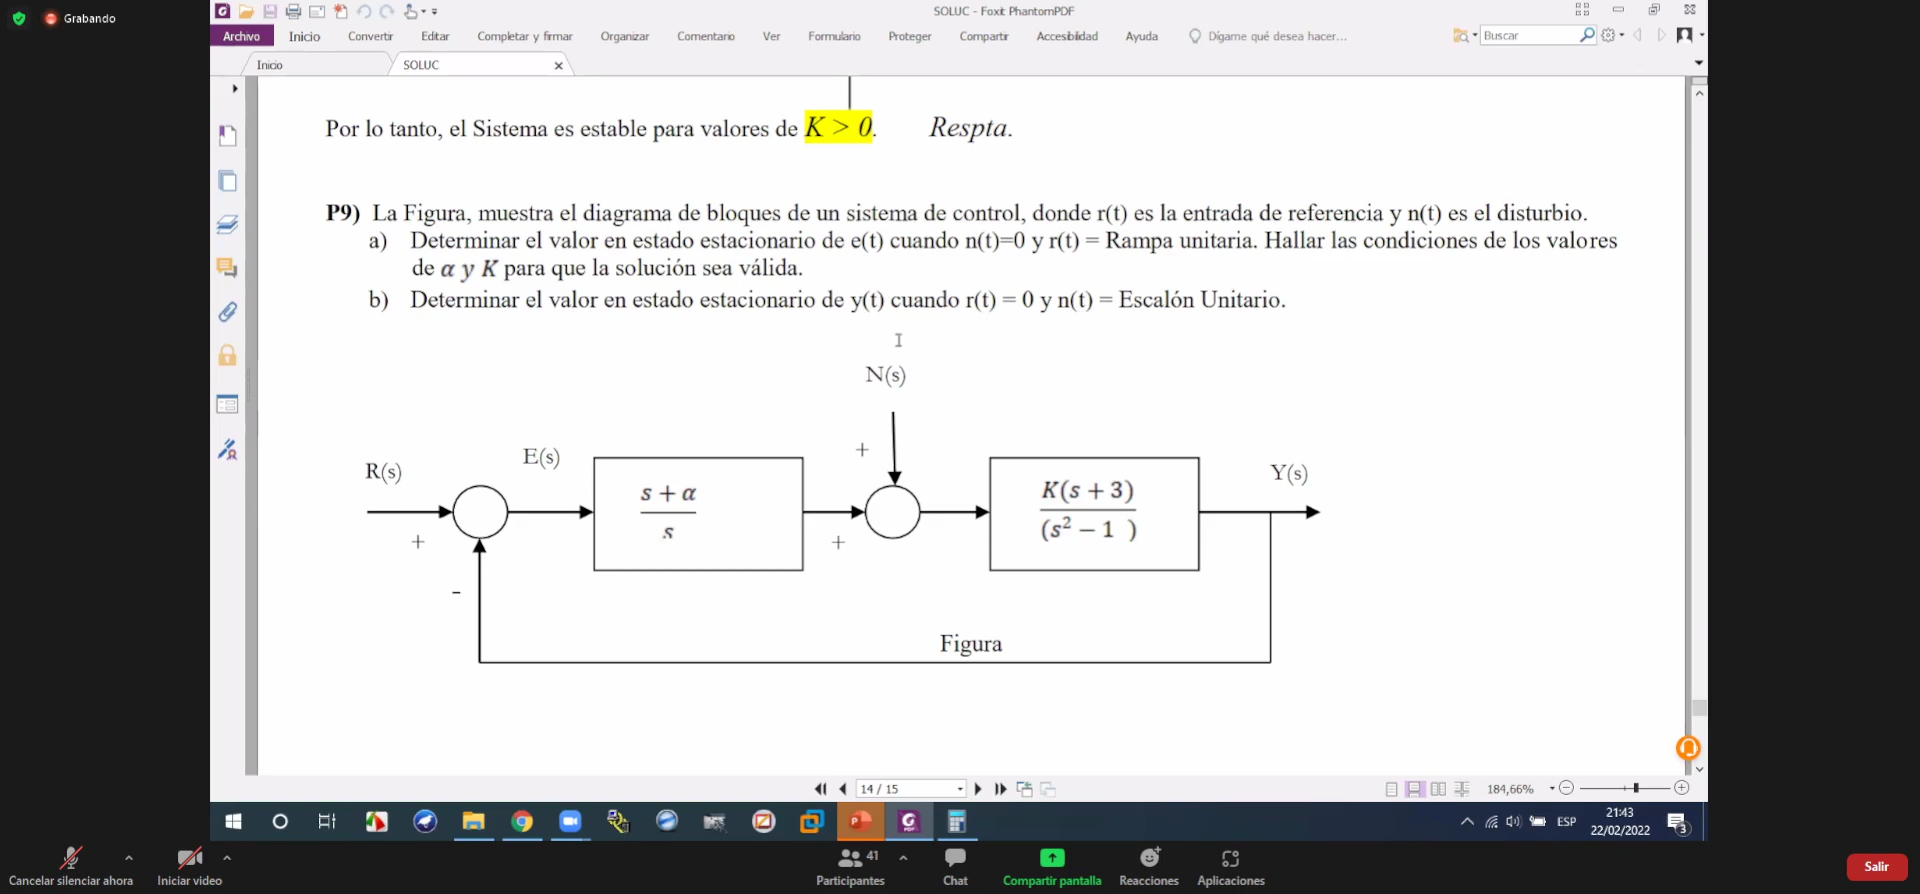 Grabando
SOLUC - Foxit PhantomPDF
Archivo Inicio Convertir Editar Completar y firmar Organizar Comentario Ver Formulario Proteger Compartir Accesibilidad Ayuda Dígame qué desea hacer... Buscar
Inicio SOLUC
Por lo tanto, el Sistema es estable para valores de K > 0. Respta.
P9) La Figura, muestra el diagrama de bloques de un sistema de control, donde r(t) es la entrada de referencia y n(t) es el disturbio.
a) Determinar el valor en estado estacionario de e(t) cuando n(t)=0 y r(t) = Rampa unitaria. Hallar las condiciones de los valores
de α y K para que la solución sea válida.
b) Determinar el valor en estado estacionario de y(t) cuando r(t) = 0 y n(t) = Escalón Unitario.
N(s)
+
E(s)
R(s)
Y(s)
s + α
s
K(s + 3)
(s² − 1 )
+
+
-
Figura
14 / 15
184,66%
ESP
21:43
22/02/2022
3
Cancelar silenciar ahora
Iniciar video
41
Participantes
Chat
Compartir pantalla
Reacciones
Aplicaciones
Salir